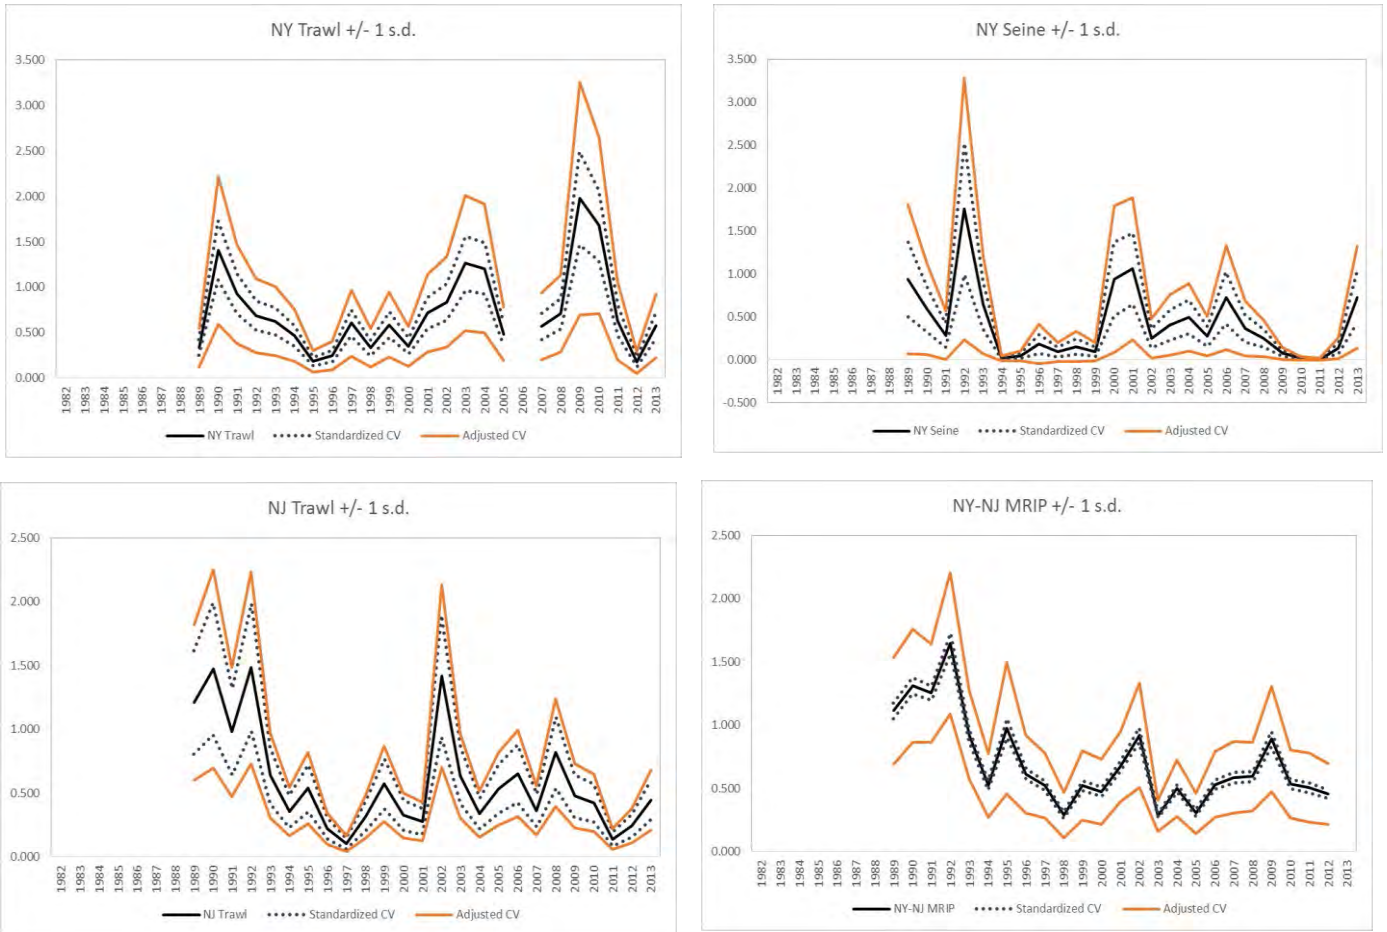 NY Trawl +/- 1 s.d.
3.500
3.000
2.500
2.000
1.500
1.000
0.500
0.000
1982 1983 1984 1985 1986 1987 1988 1989 1990 1991 1992 1993 1994 1995 1996 1997 1998 1999 2000 2001 2002 2003 2004 2005 2007 2008 2009 2010 2011 2012 2013
NY Trawl Standardized CV Adjusted CV
NY Seine +/- 1 s.d.
3.500
3.000
2.500
2.000
1.500
1.000
0.500
0.000
-0.500
1982 1983 1984 1985 1986 1987 1988 1989 1990 1991 1992 1993 1994 1995 1996 1997 1998 1999 2000 2001 2002 2003 2004 2005 2006 2007 2008 2009 2010 2011 2012 2013
NY Seine Standardized CV Adjusted CV
NJ Trawl +/- 1 s.d.
2.500
2.000
1.500
1.000
0.500
0.000
1982 1983 1984 1985 1986 1987 1988 1989 1990 1991 1992 1993 1994 1995 1996 1997 1998 1999 2000 2001 2002 2003 2004 2005 2006 2007 2008 2009 2010 2011 2012 2013
NJ Trawl Standardized CV Adjusted CV
NY-NJ MRIP +/- 1 s.d.
2.500
2.000
1.500
1.000
0.500
0.000
1982 1983 1984 1985 1986 1987 1988 1989 1990 1991 1992 1993 1994 1995 1996 1997 1998 1999 2000 2001 2002 2003 2004 2005 2006 2007 2008 2009 2010 2011 2012 2013
NY-NJ MRIP Standardized CV Adjusted CV